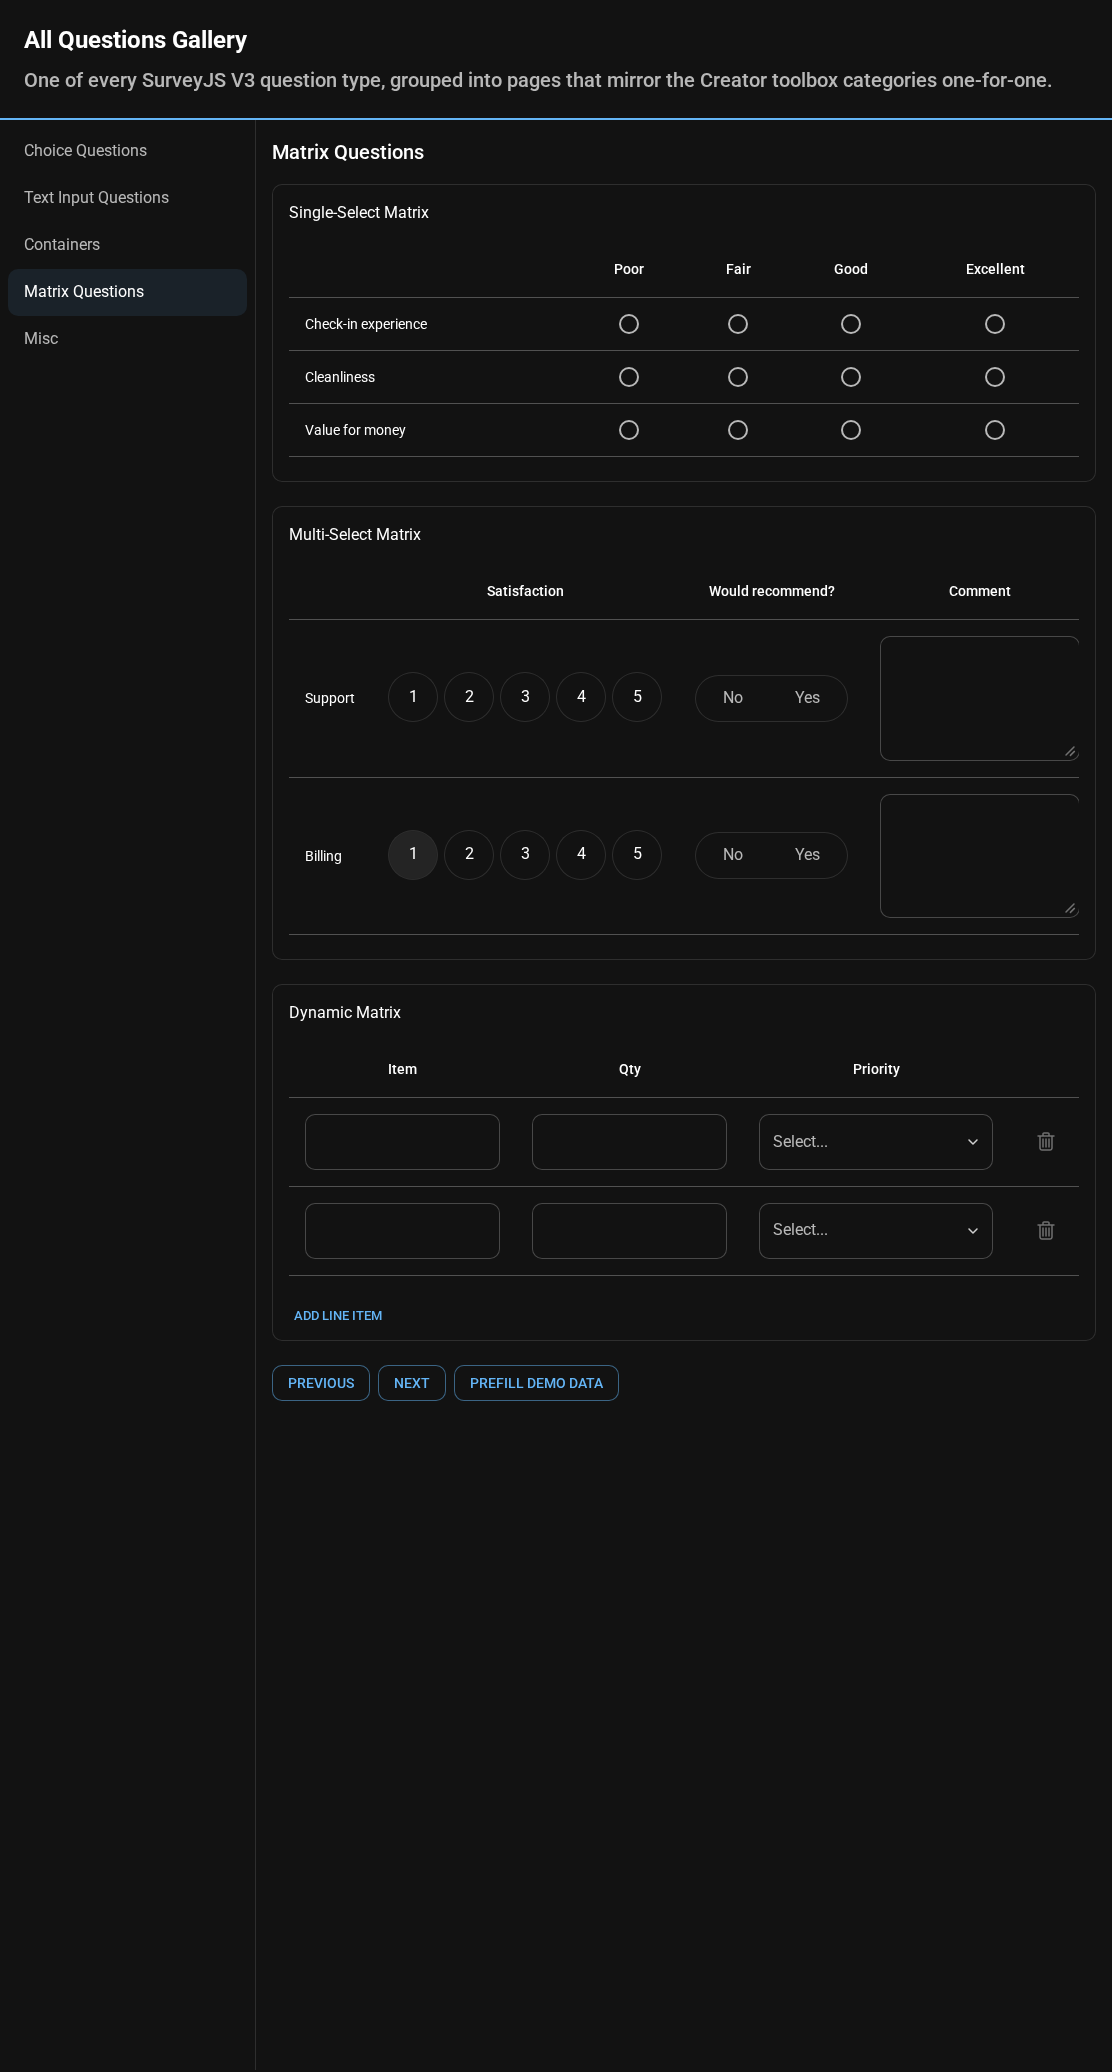 All Questions Gallery
One of every SurveyJS V3 question type, grouped into pages that mirror the Creator toolbox categories one-for-one.
Choice Questions
Text Input Questions
Containers
Matrix Questions
Misc
Matrix Questions
Single-Select Matrix
Poor Fair Good Excellent
Check-in experience
Cleanliness
Value for money
Multi-Select Matrix
Satisfaction Would recommend? Comment
Support 1 2 3 4 5 No Yes
Billing 1 2 3 4 5 No Yes
Dynamic Matrix
Item Qty Priority
Select...
Select...
ADD LINE ITEM
PREVIOUS NEXT PREFILL DEMO DATA